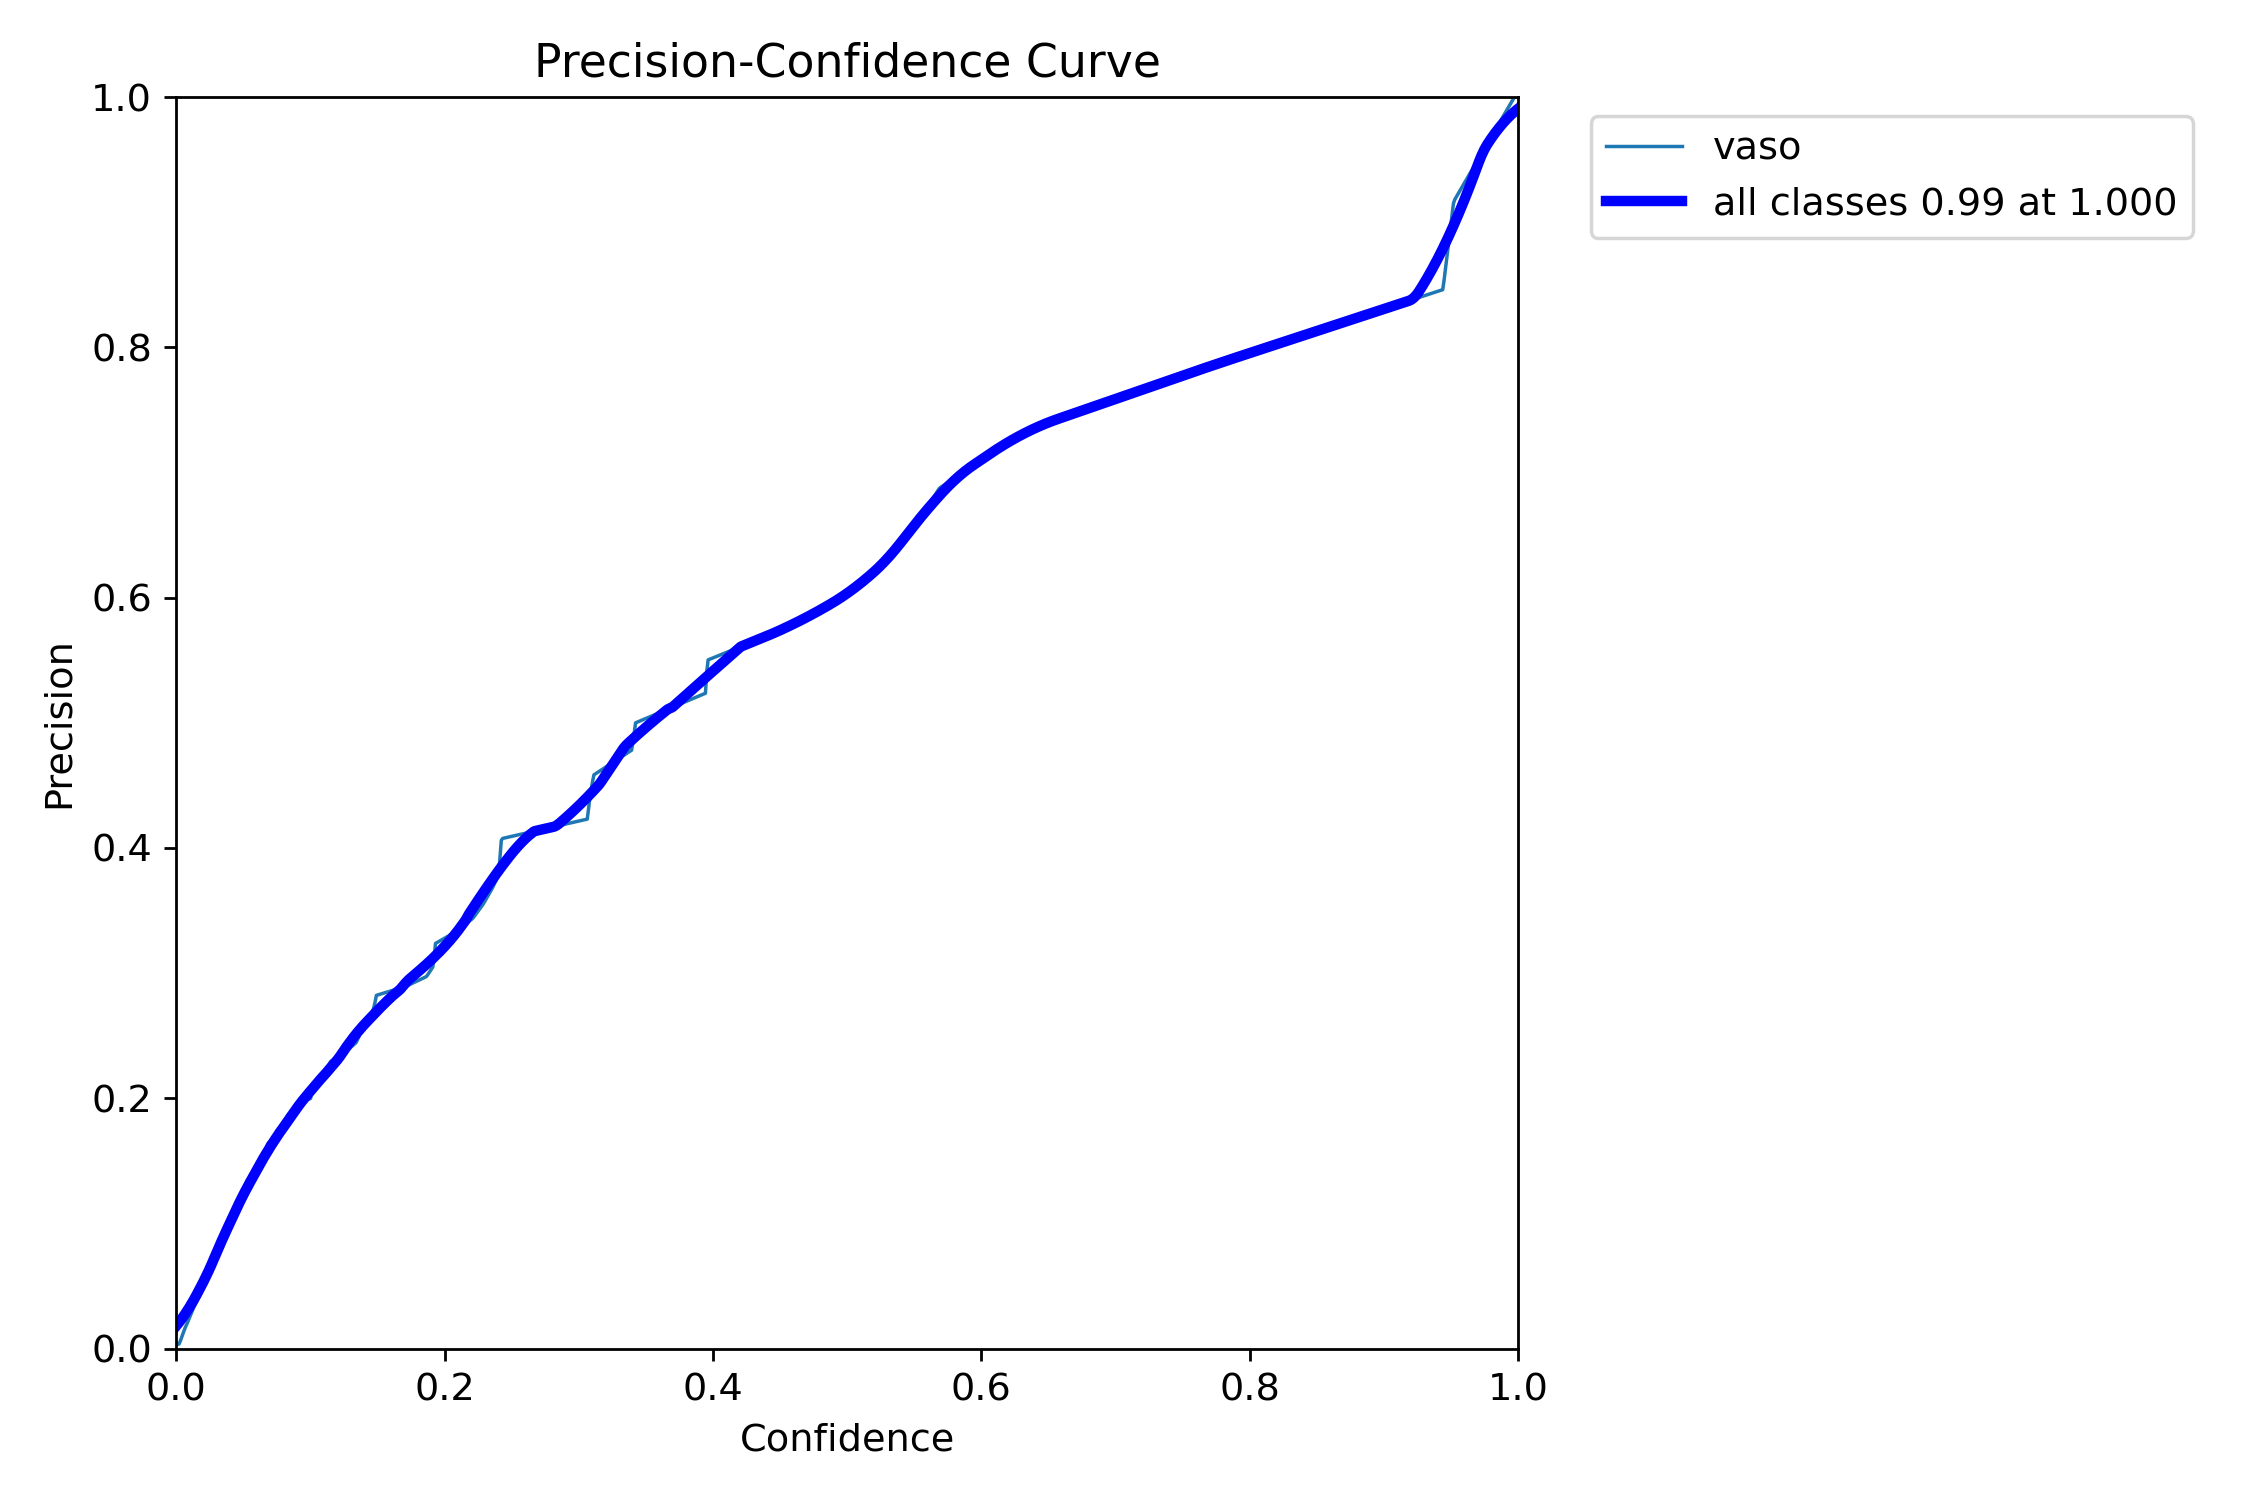 Precision-Confidence Curve
vaso
all classes 0.99 at 1.000
Precision
1.0
0.8
0.6
0.4
0.2
0.0
0.0 0.2 0.4 0.6 0.8 1.0
Confidence